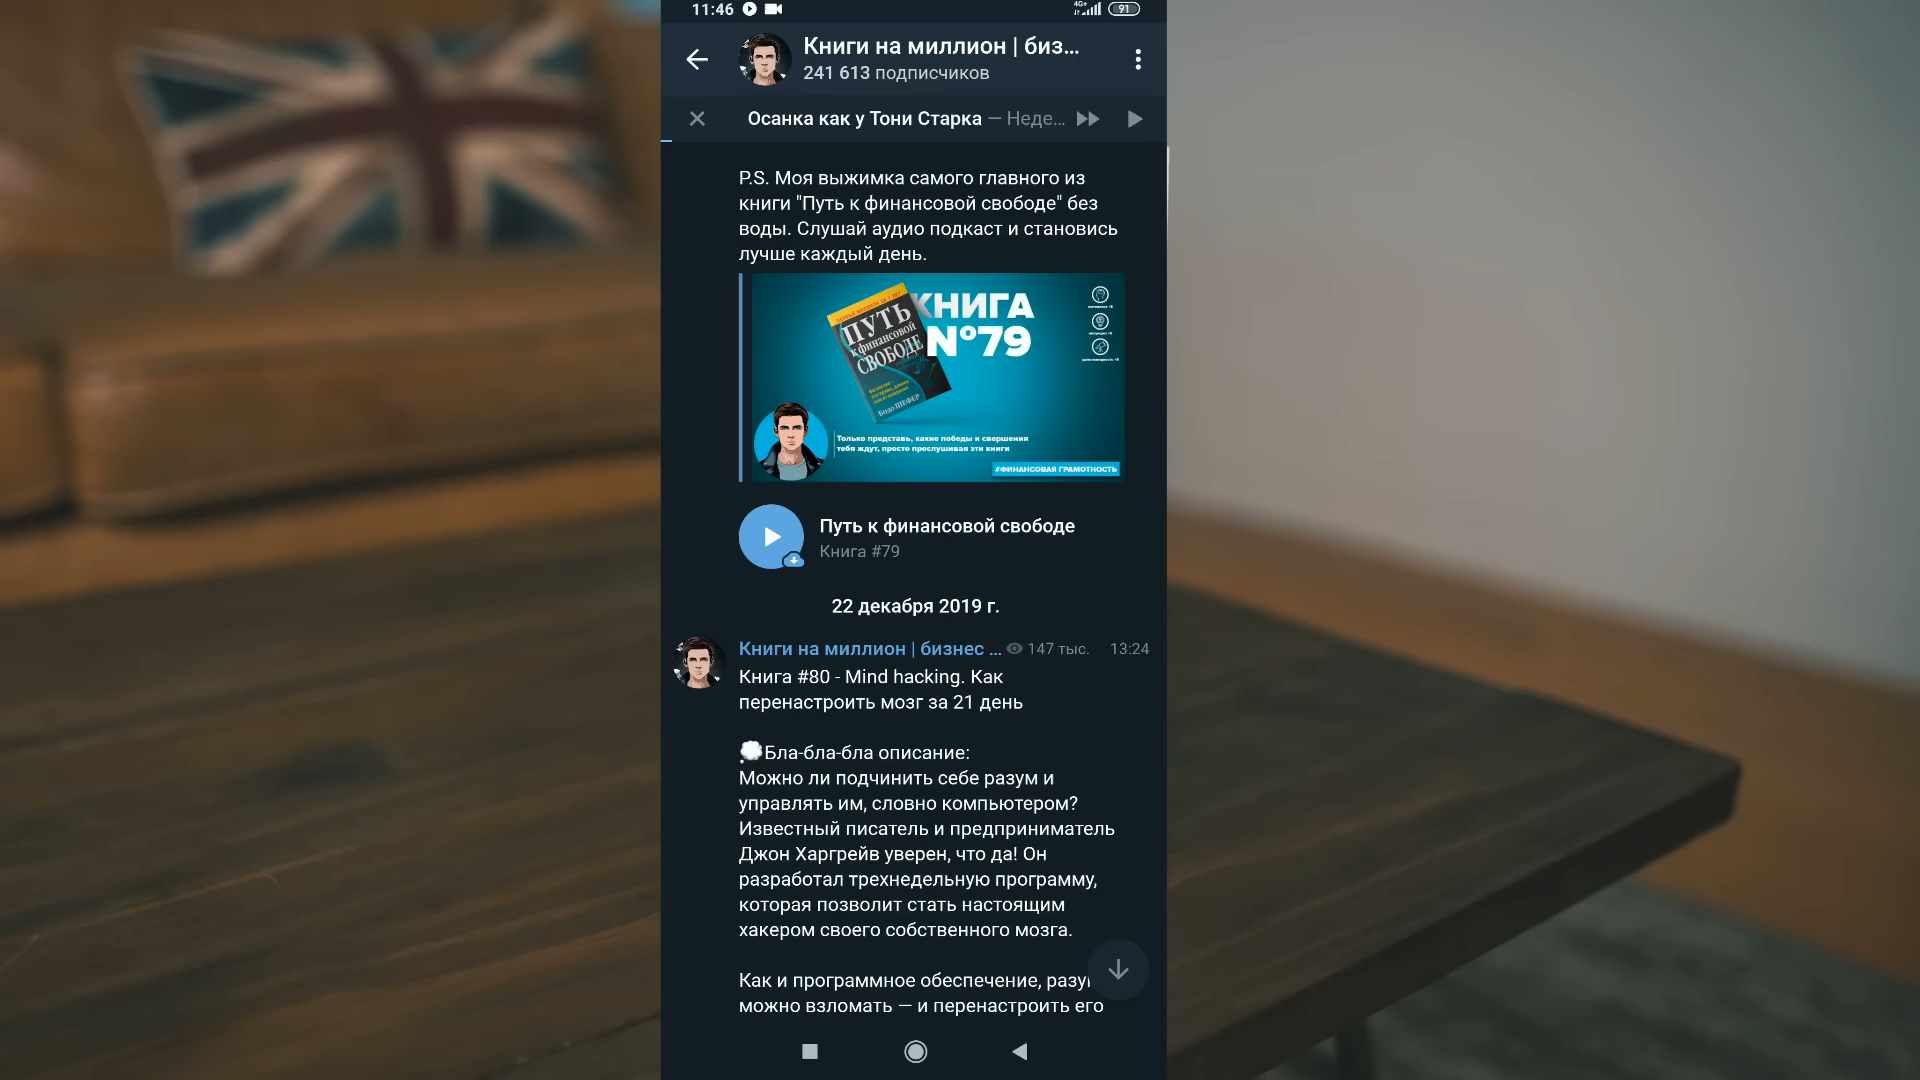 11:46
4G+
91
Книги на миллион | биз...
241 613 подписчиков
Осанка как у Тони Старка — Неде...
P.S. Моя выжимка самого главного из
книги "Путь к финансовой свободе" без
воды. Слушай аудио подкаст и становись
лучше каждый день.
КНИГА
№79
ПУТЬ
к финансовой
СВОБОДЕ
Бодо ШЕФЕР
Только представь, какие победы и свершения
тебя ждут, просто прослушивая эти книги
#ФИНАНСОВАЯ ГРАМОТНОСТЬ
Путь к финансовой свободе
Книга #79
22 декабря 2019 г.
Книги на миллион | бизнес ... 147 тыс. 13:24
Книга #80 - Mind hacking. Как
перенастроить мозг за 21 день
Бла-бла-бла описание:
Можно ли подчинить себе разум и
управлять им, словно компьютером?
Известный писатель и предприниматель
Джон Харгрейв уверен, что да! Он
разработал трехнедельную программу,
которая позволит стать настоящим
хакером своего собственного мозга.
Как и программное обеспечение, разум
можно взломать — и перенастроить его